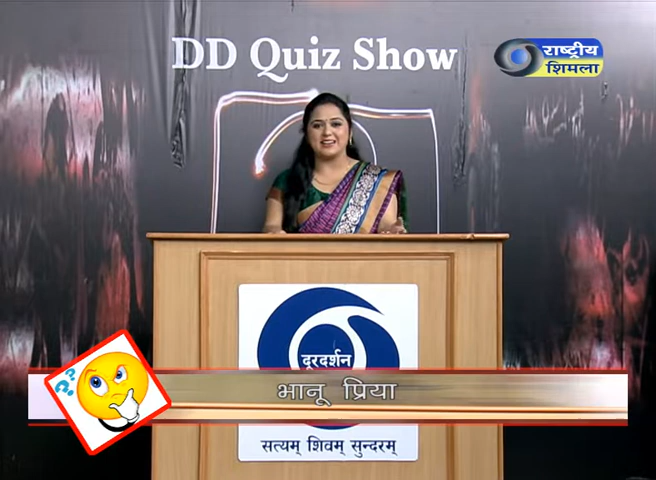 DD Quiz Show
राष्ट्रीय
शिमला
दूरदर्शन
भानू प्रिया
सत्यम् शिवम् सुन्दरम्